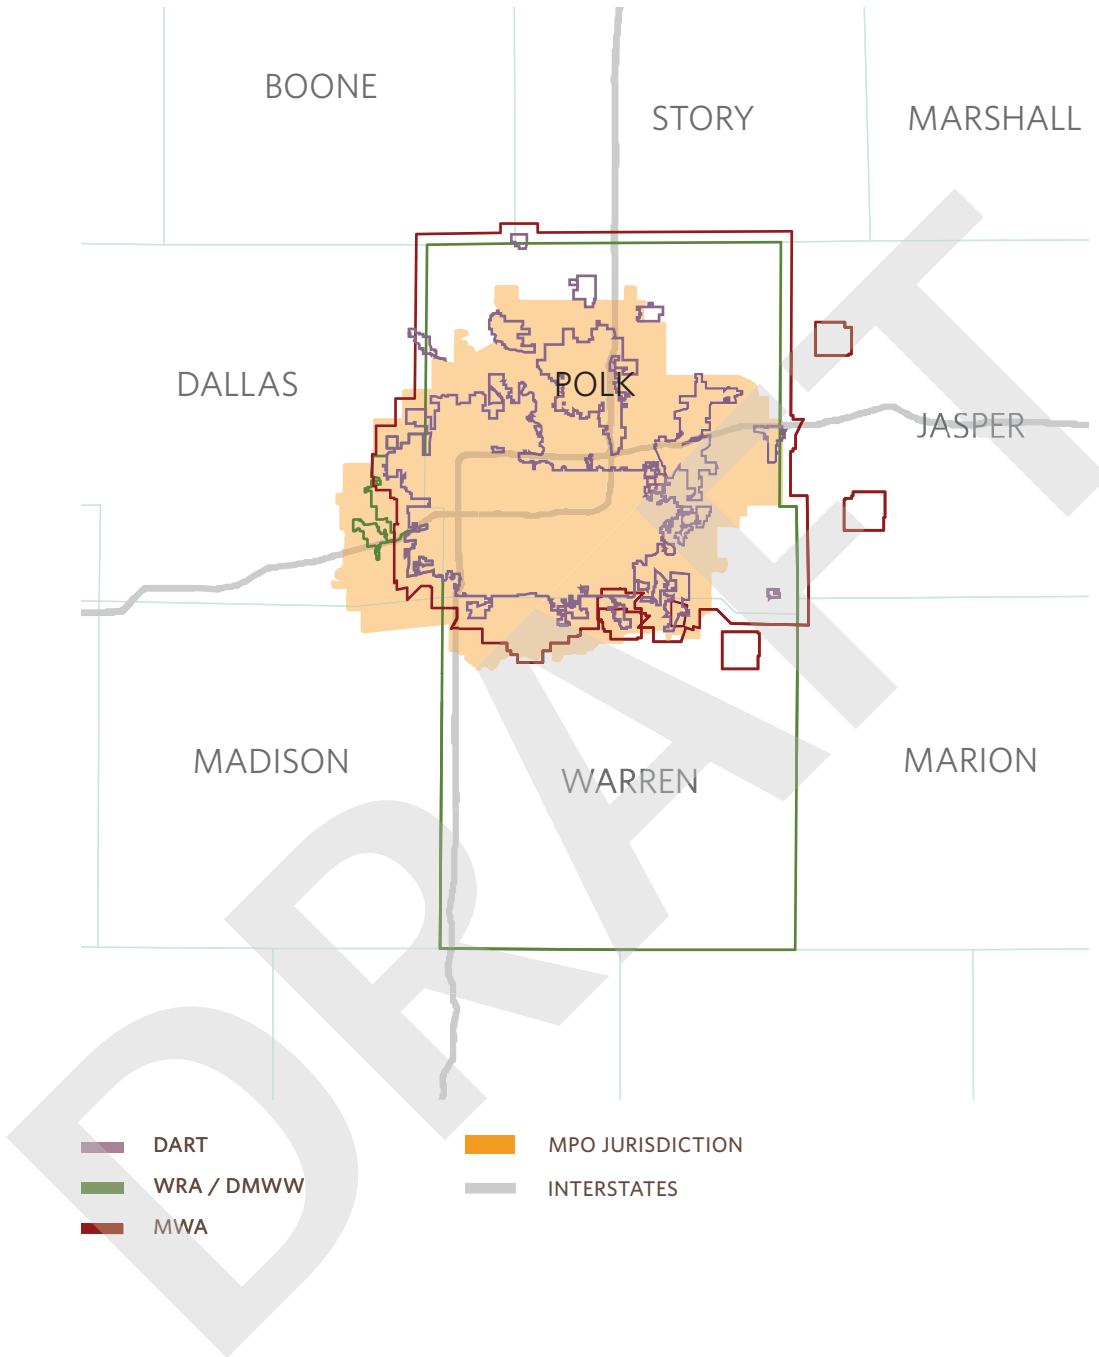 BOONE
STORY
MARSHALL
DALLAS
POLK
JASPER
MADISON
WARREN
MARION
DRAFT
DART
MPO JURISDICTION
WRA / DMWW
INTERSTATES
MWA